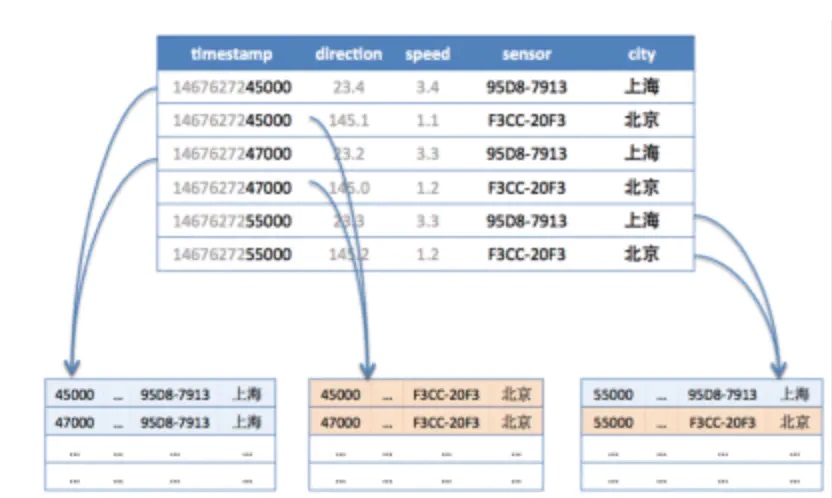 timestamp direction speed sensor city
1467627245000 23.4 3.4 95D8-7913 上海
1467627245000 145.1 1.1 F3CC-20F3 北京
1467627247000 23.2 3.3 95D8-7913 上海
1467627247000 145.0 1.2 F3CC-20F3 北京
1467627255000 23.3 3.3 95D8-7913 上海
1467627255000 145.2 1.2 F3CC-20F3 北京
45000 ... 95D8-7913 上海
47000 ... 95D8-7913 上海
... ... ... ...
... ... ... ...
45000 ... F3CC-20F3 北京
47000 ... F3CC-20F3 北京
... ... ... ...
... ... ... ...
55000 ... 95D8-7913 上海
55000 ... F3CC-20F3 北京
... ... ... ...
... ... ... ...